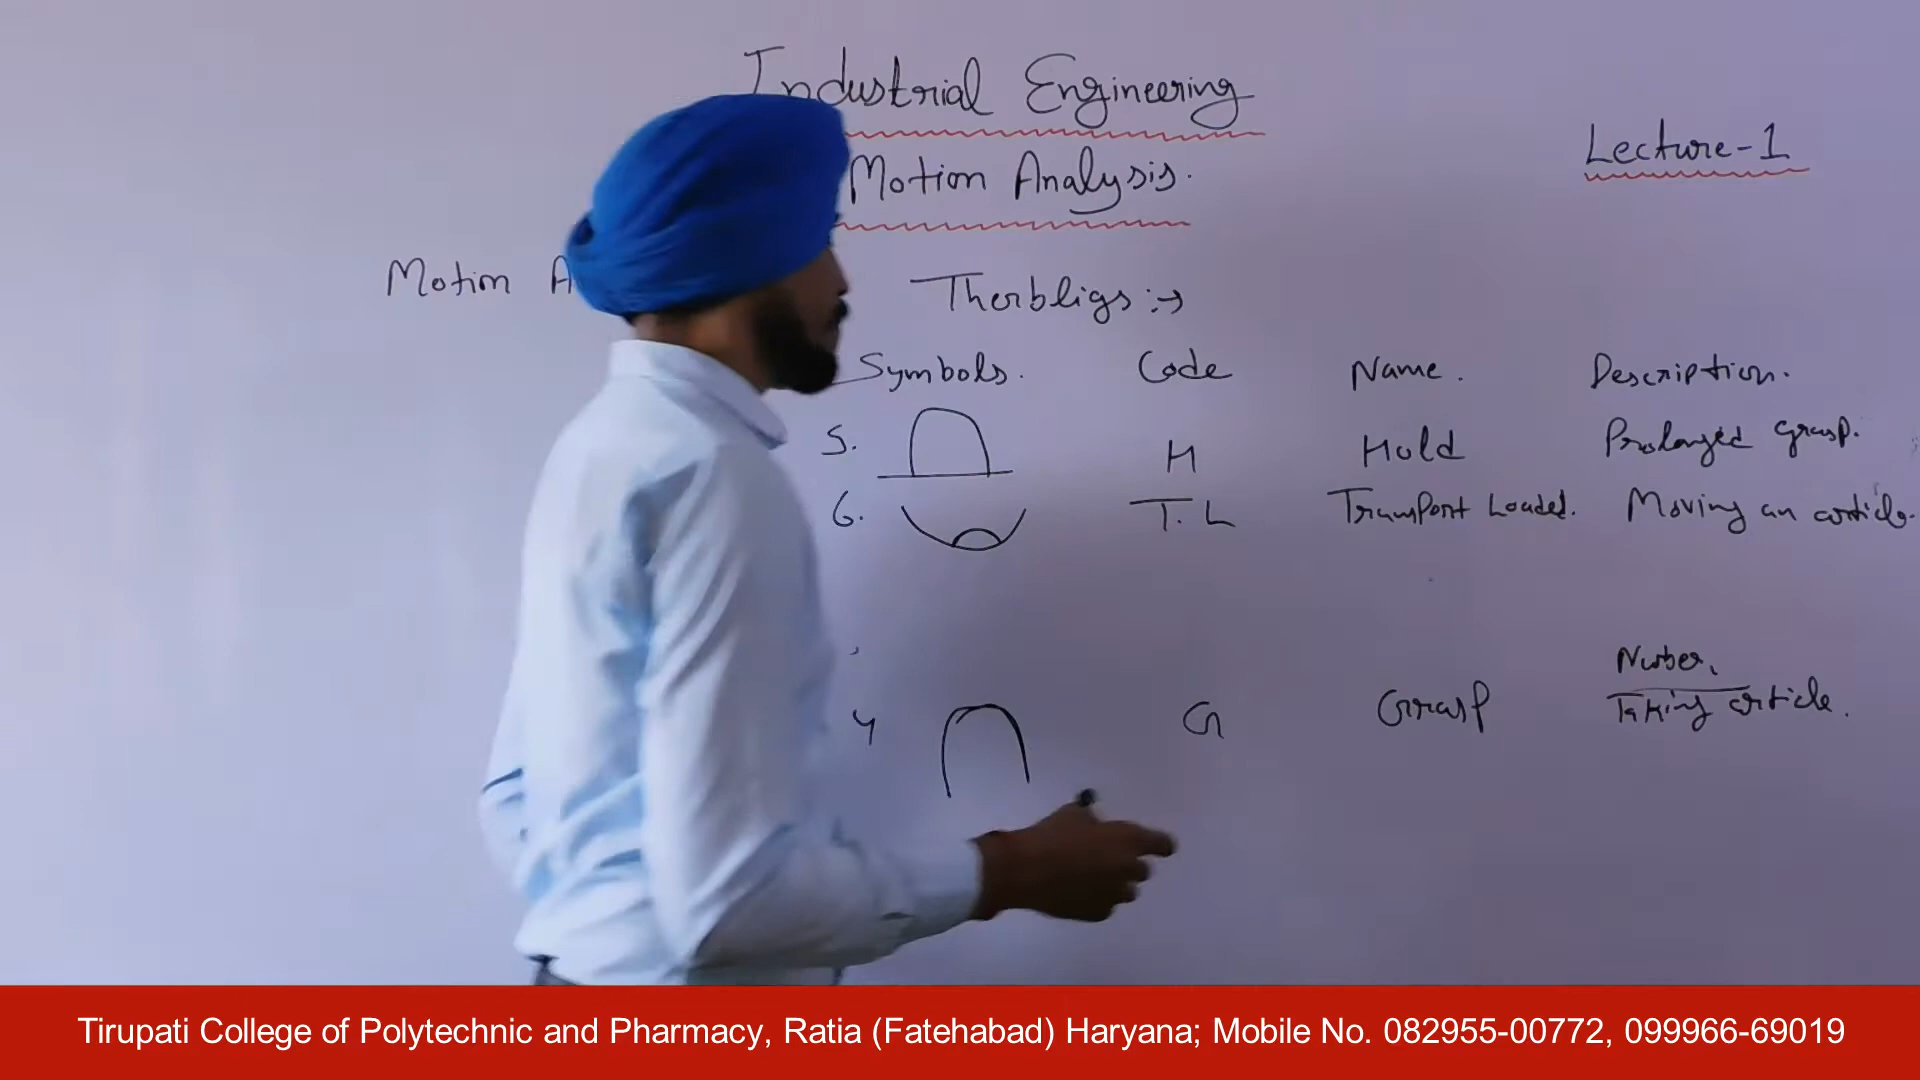 Industrial Engineering
Lecture-1
Motion Analysis.
Motion A
Therbligs :→
Symbols. Code Name. Description.
5. H Hold Prolonged grasp.
6. T.L Transport Loaded. Moving an article.
Number,
4 G Grasp Taking article.
Tirupati College of Polytechnic and Pharmacy, Ratia (Fatehabad) Haryana; Mobile No. 082955-00772, 099966-69019